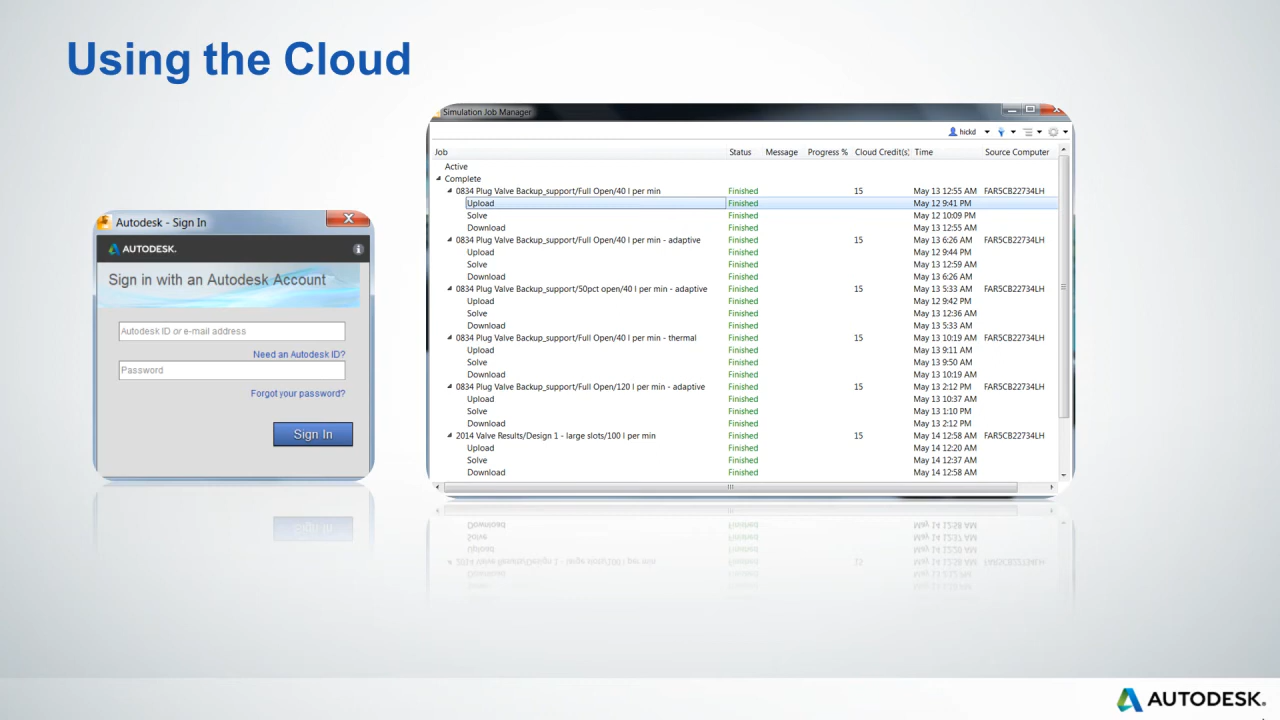 Using the Cloud
Autodesk - Sign In
AUTODESK.
Sign in with an Autodesk Account
Autodesk ID or e-mail address
Need an Autodesk ID?
Password
Forgot your password?
Sign In
Simulation Job Manager
hickd
Job Status Message Progress % Cloud Credit(s) Time Source Computer
Active
Complete
0834 Plug Valve Backup_support/Full Open/40 l per min Finished 15 May 13 12:55 AM FAR5CB22734LH
Upload Finished May 12 9:41 PM
Solve Finished May 12 10:09 PM
Download Finished May 13 12:55 AM
0834 Plug Valve Backup_support/Full Open/40 l per min - adaptive Finished 15 May 13 6:26 AM FAR5CB22734LH
Upload Finished May 12 9:44 PM
Solve Finished May 13 12:59 AM
Download Finished May 13 6:26 AM
0834 Plug Valve Backup_support/50pct open/40 l per min - adaptive Finished 15 May 13 5:33 AM FAR5CB22734LH
Upload Finished May 12 9:42 PM
Solve Finished May 13 12:36 AM
Download Finished May 13 5:33 AM
0834 Plug Valve Backup_support/Full Open/40 l per min - thermal Finished 15 May 13 10:19 AM FAR5CB22734LH
Upload Finished May 13 9:11 AM
Solve Finished May 13 9:50 AM
Download Finished May 13 10:19 AM
0834 Plug Valve Backup_support/Full Open/120 l per min - adaptive Finished 15 May 13 2:12 PM FAR5CB22734LH
Upload Finished May 13 10:37 AM
Solve Finished May 13 1:10 PM
Download Finished May 13 2:12 PM
2014 Valve Results/Design 1 - large slots/100 l per min Finished 15 May 14 12:58 AM FAR5CB22734LH
Upload Finished May 14 12:20 AM
Solve Finished May 14 12:37 AM
Download Finished May 14 12:58 AM
AUTODESK.